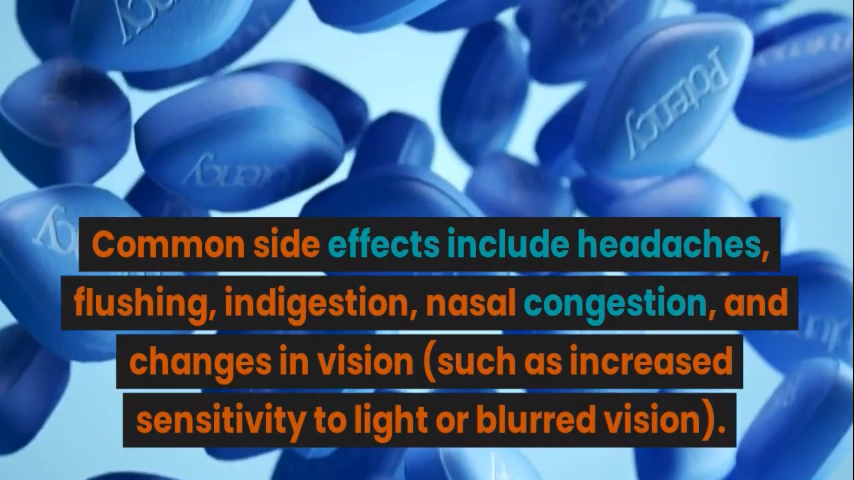 Potency
Common side effects include headaches,
flushing, indigestion, nasal congestion, and
changes in vision (such as increased
sensitivity to light or blurred vision).